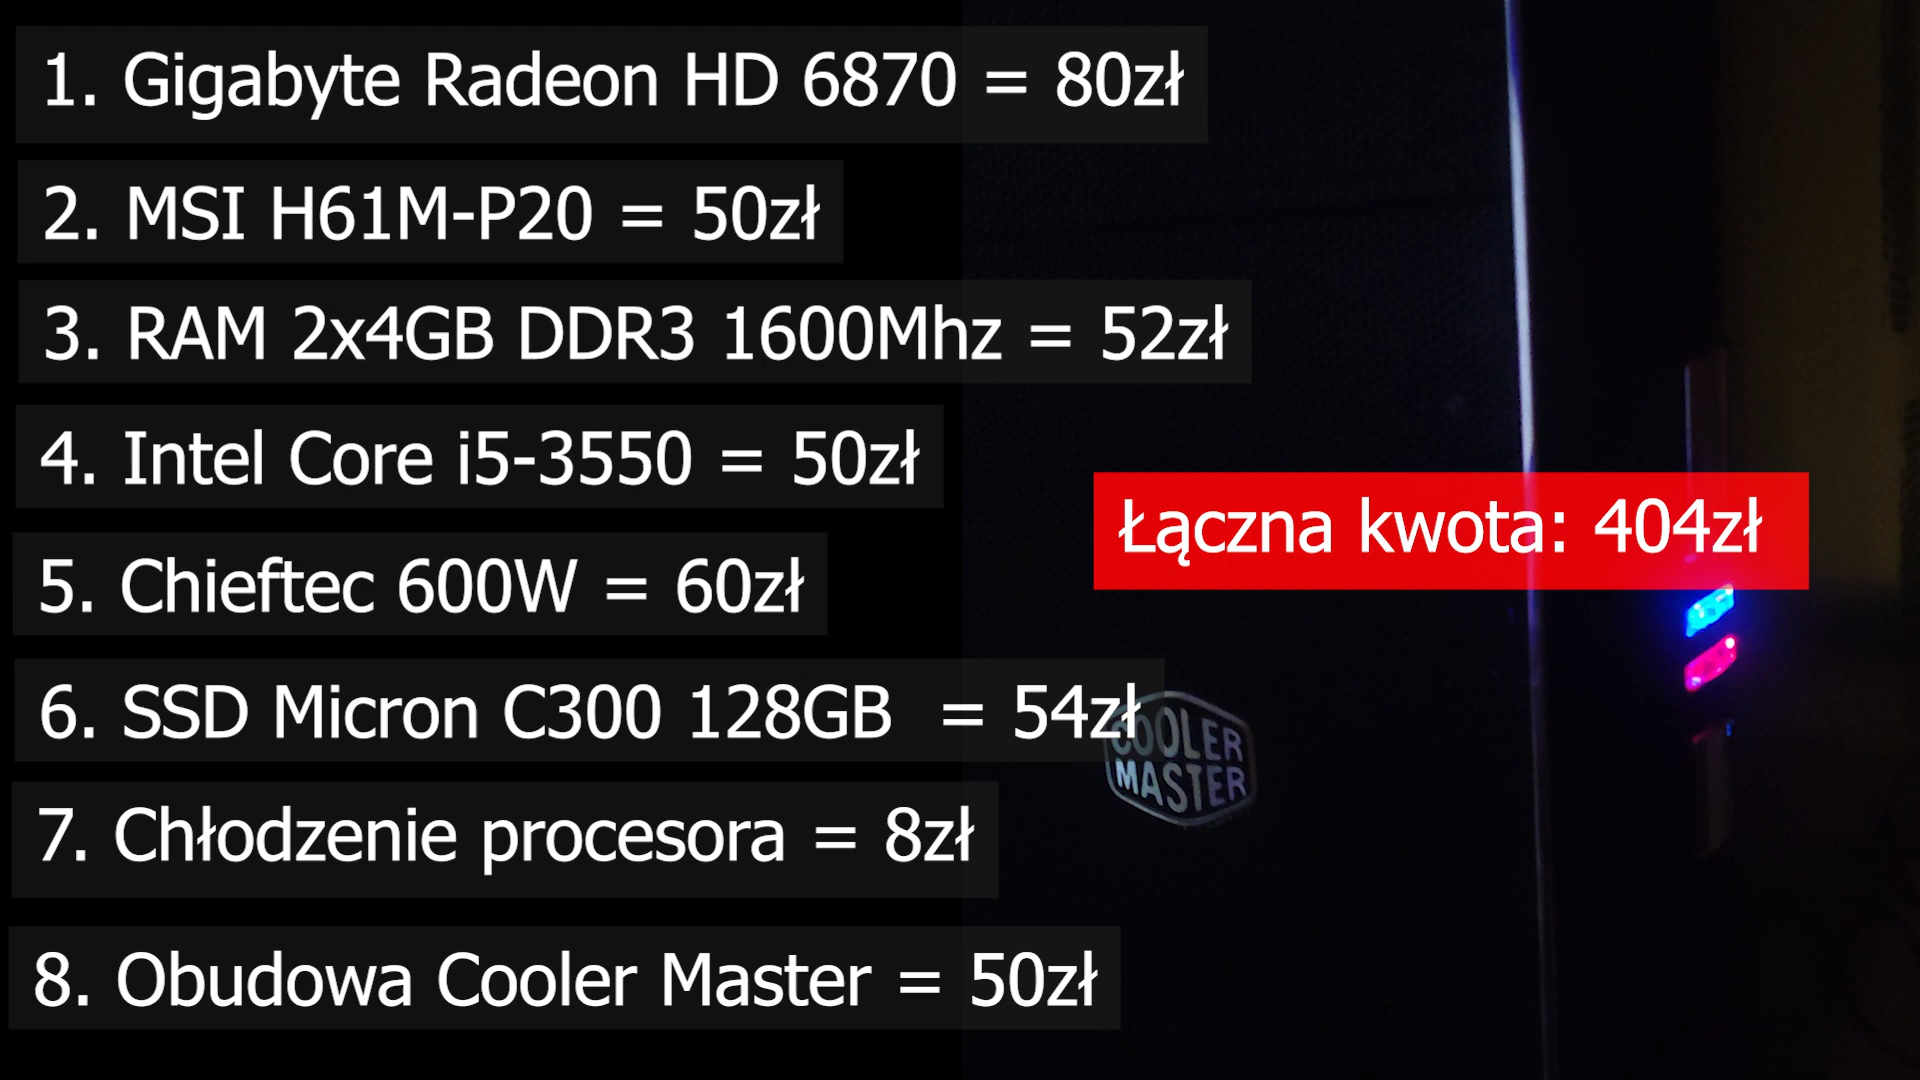 1. Gigabyte Radeon HD 6870 = 80zł
2. MSI H61M-P20 = 50zł
3. RAM 2x4GB DDR3 1600Mhz = 52zł
4. Intel Core i5-3550 = 50zł
Łączna kwota: 404zł
5. Chieftec 600W = 60zł
6. SSD Micron C300 128GB  = 54zł
COOLER
MASTER
7. Chłodzenie procesora = 8zł
8. Obudowa Cooler Master = 50zł